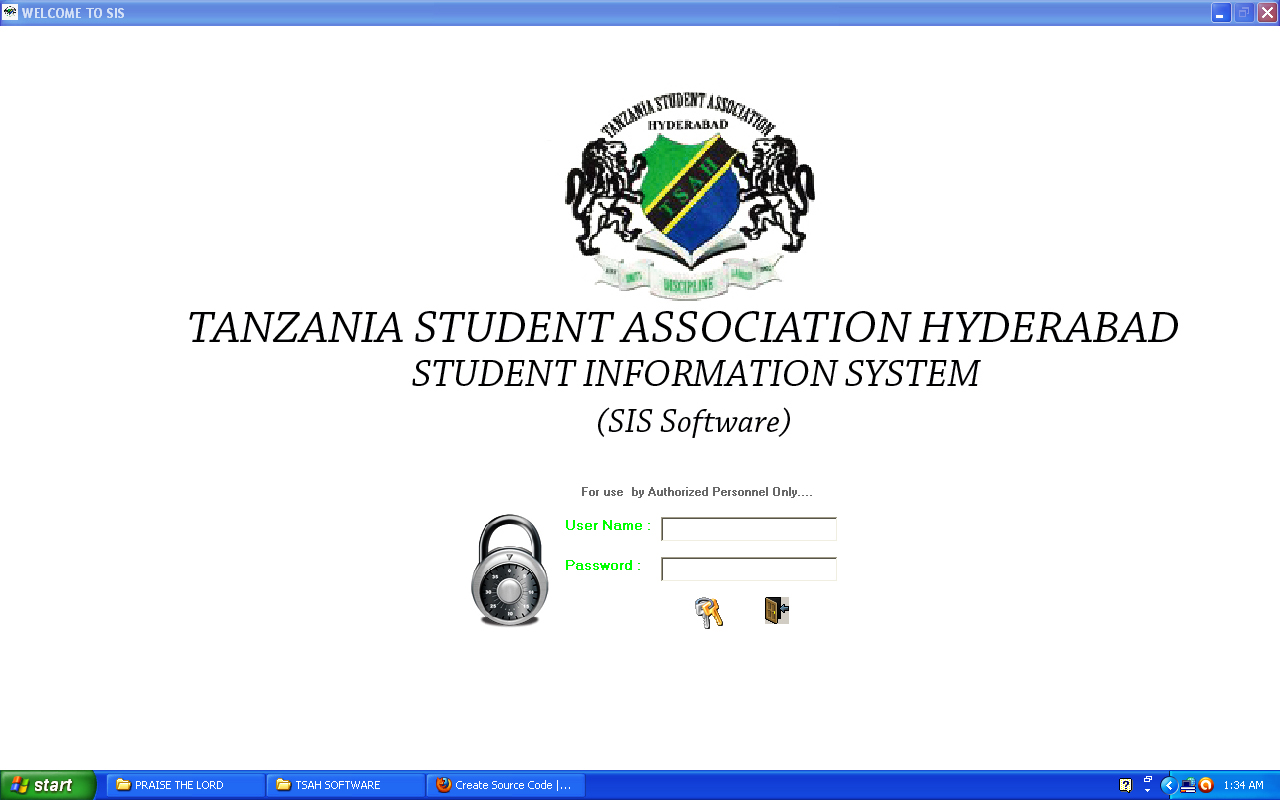 WELCOME TO SIS
TANZANIA STUDENT ASSOCIATION
HYDERABAD
TSAH
DISCIPLINE
TANZANIA STUDENT ASSOCIATION HYDERABAD
STUDENT INFORMATION SYSTEM
(SIS Software)
For use by Authorized Personnel Only....
User Name :
Password :
start
PRAISE THE LORD
TSAH SOFTWARE
Create Source Code |...
1:34 AM